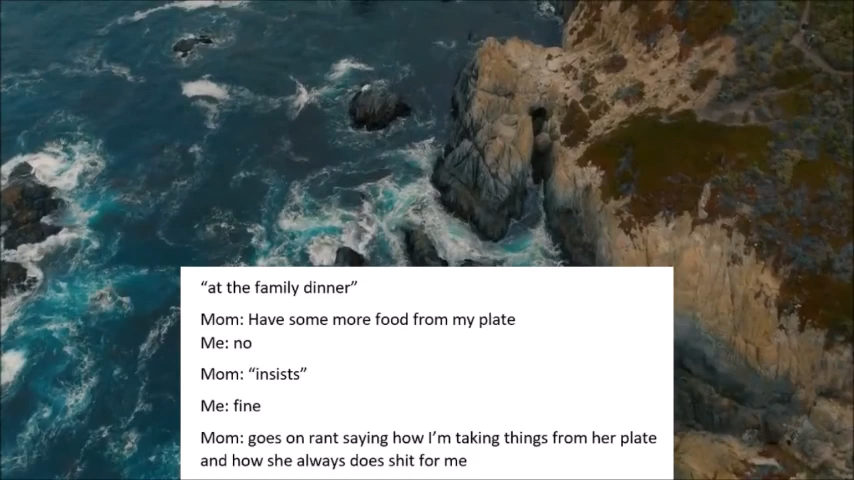 “at the family dinner”
Mom: Have some more food from my plate
Me: no
Mom: “insists”
Me: fine
Mom: goes on rant saying how I’m taking things from her plate
and how she always does shit for me